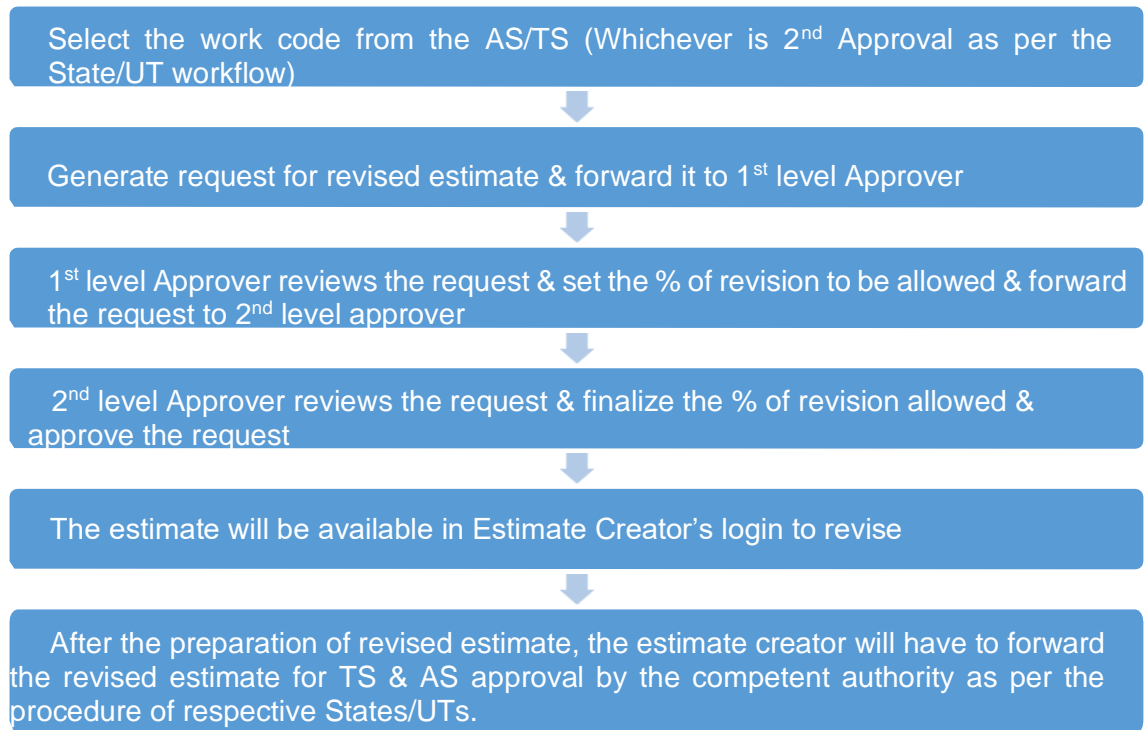 Select the work code from the AS/TS (Whichever is 2nd Approval as per the
State/UT workflow)
Generate request for revised estimate & forward it to 1st level Approver
1st level Approver reviews the request & set the % of revision to be allowed & forward
the request to 2nd level approver
2nd level Approver reviews the request & finalize the % of revision allowed &
approve the request
The estimate will be available in Estimate Creator's login to revise
After the preparation of revised estimate, the estimate creator will have to forward
the revised estimate for TS & AS approval by the competent authority as per the
procedure of respective States/UTs.